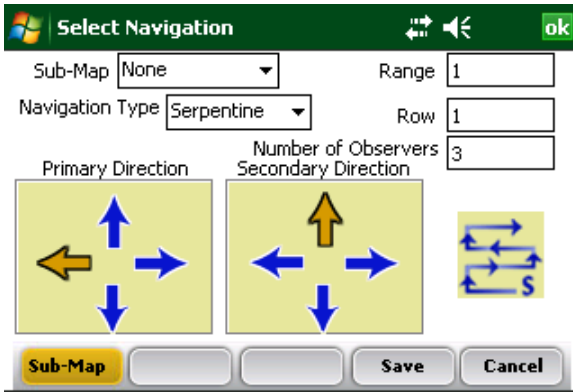 Select Navigation ok
Sub-Map None Range 1
Navigation Type Serpentine Row 1
Number of Observers 3
Primary Direction Secondary Direction
S
Sub-Map Save Cancel